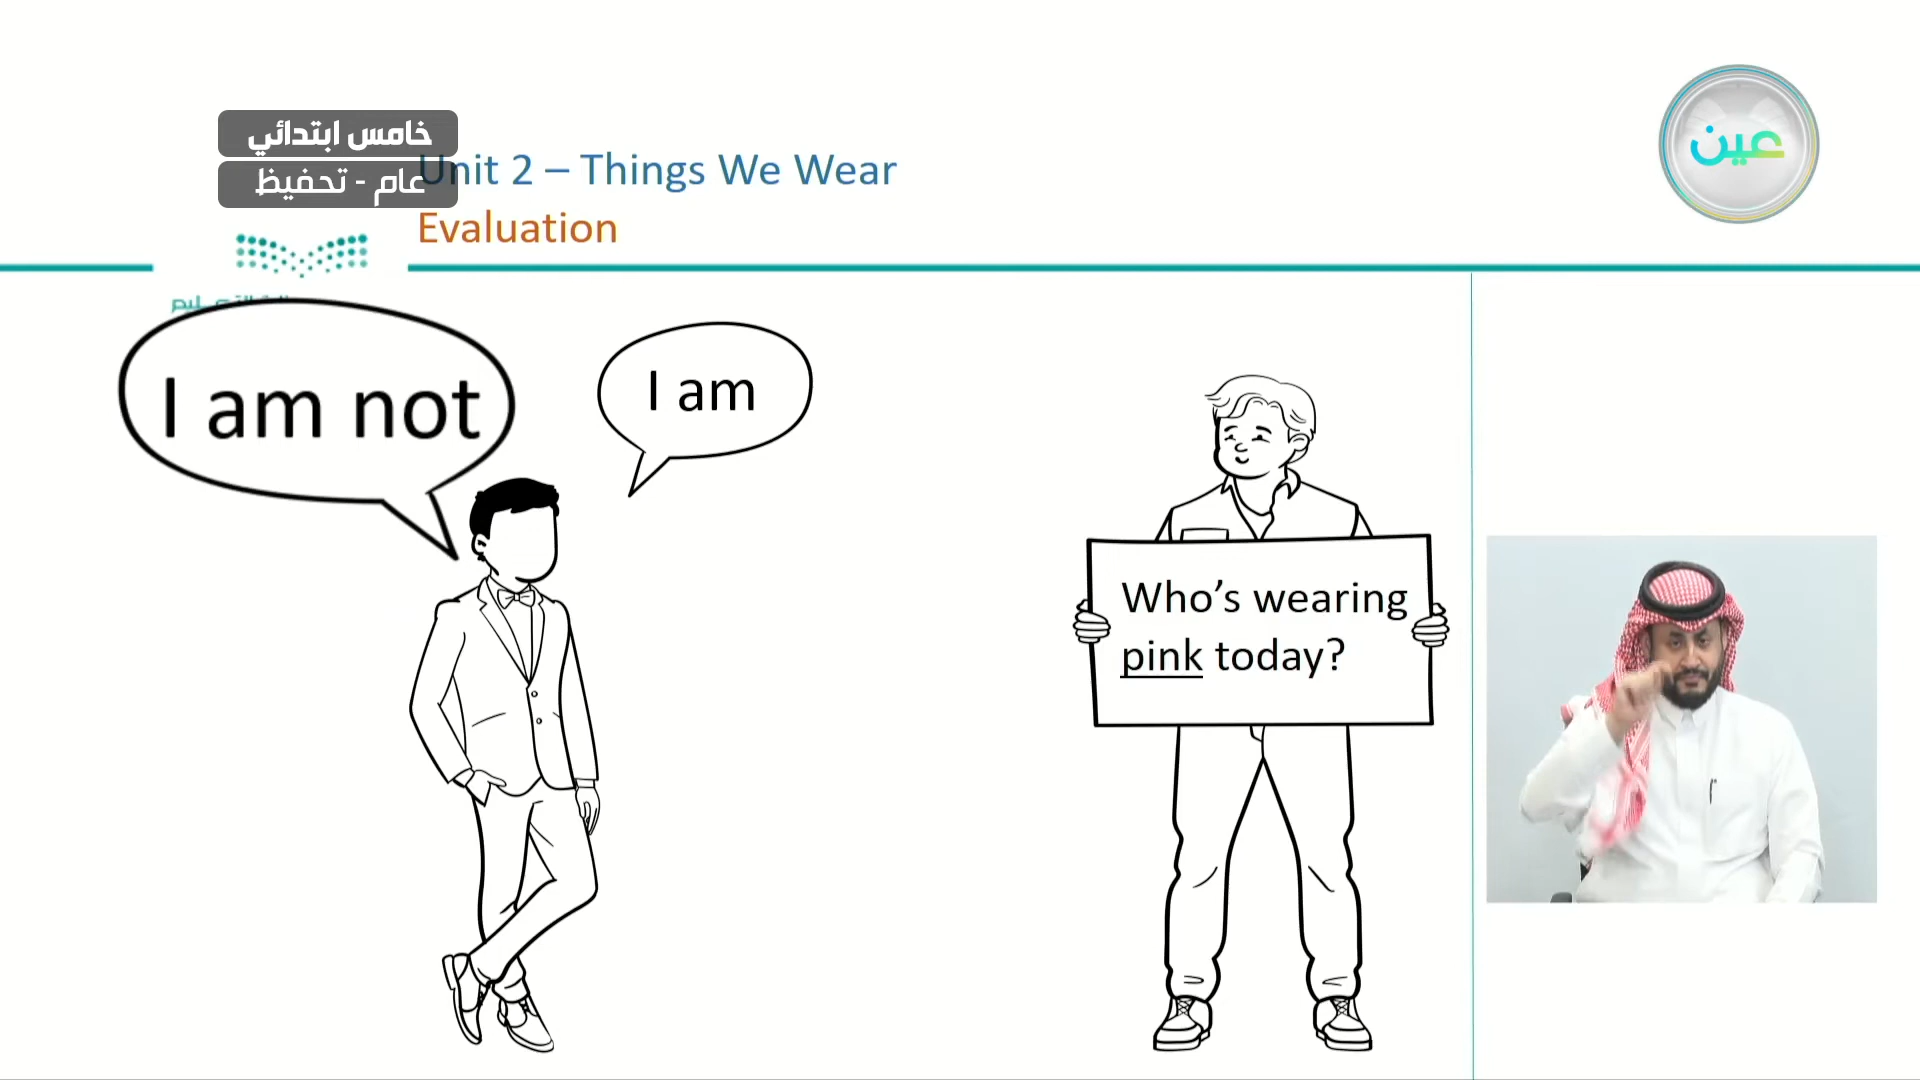 خامس ابتدائي
عام - تحفيظ
Unit 2 – Things We Wear
Evaluation
عين
I am not
I am
Who's wearing
pink today?